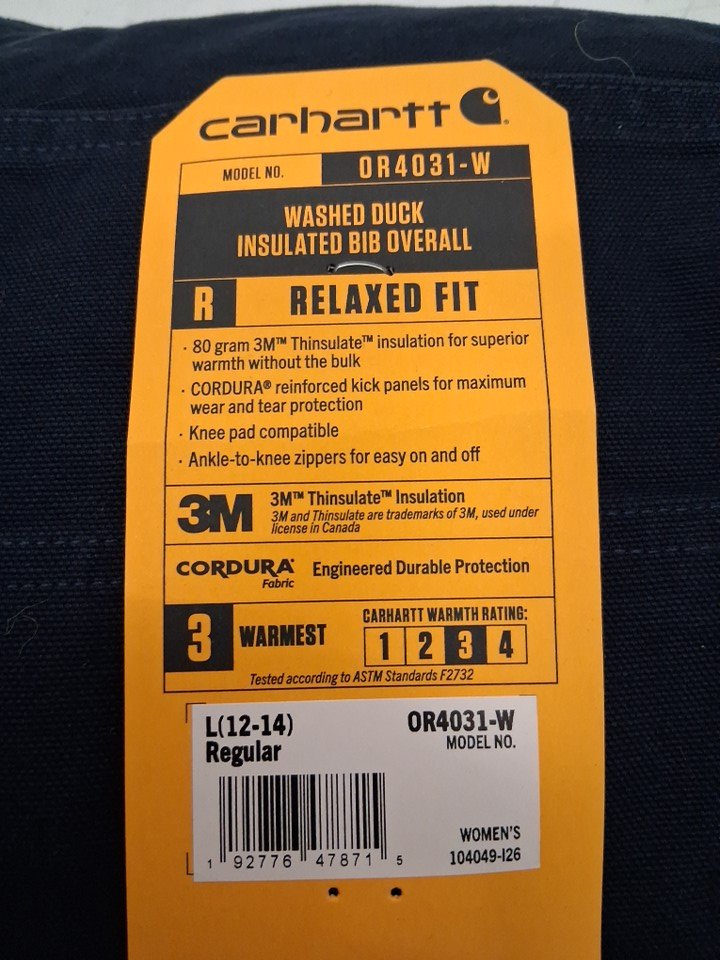 carhartt
MODEL NO. OR4031-W
WASHED DUCK
INSULATED BIB OVERALL
R RELAXED FIT
· 80 gram 3M™ Thinsulate™ insulation for superior
warmth without the bulk
· CORDURA® reinforced kick panels for maximum
wear and tear protection
· Knee pad compatible
· Ankle-to-knee zippers for easy on and off
3M 3M™ Thinsulate™ Insulation
3M and Thinsulate are trademarks of 3M, used under
license in Canada
CORDURA® Engineered Durable Protection
Fabric
3 WARMEST
CARHARTT WARMTH RATING:
1 2 3 4
Tested according to ASTM Standards F2732
L(12-14) OR4031-W
Regular MODEL NO.
WOMEN'S
104049-I26
1 92776 47871 5